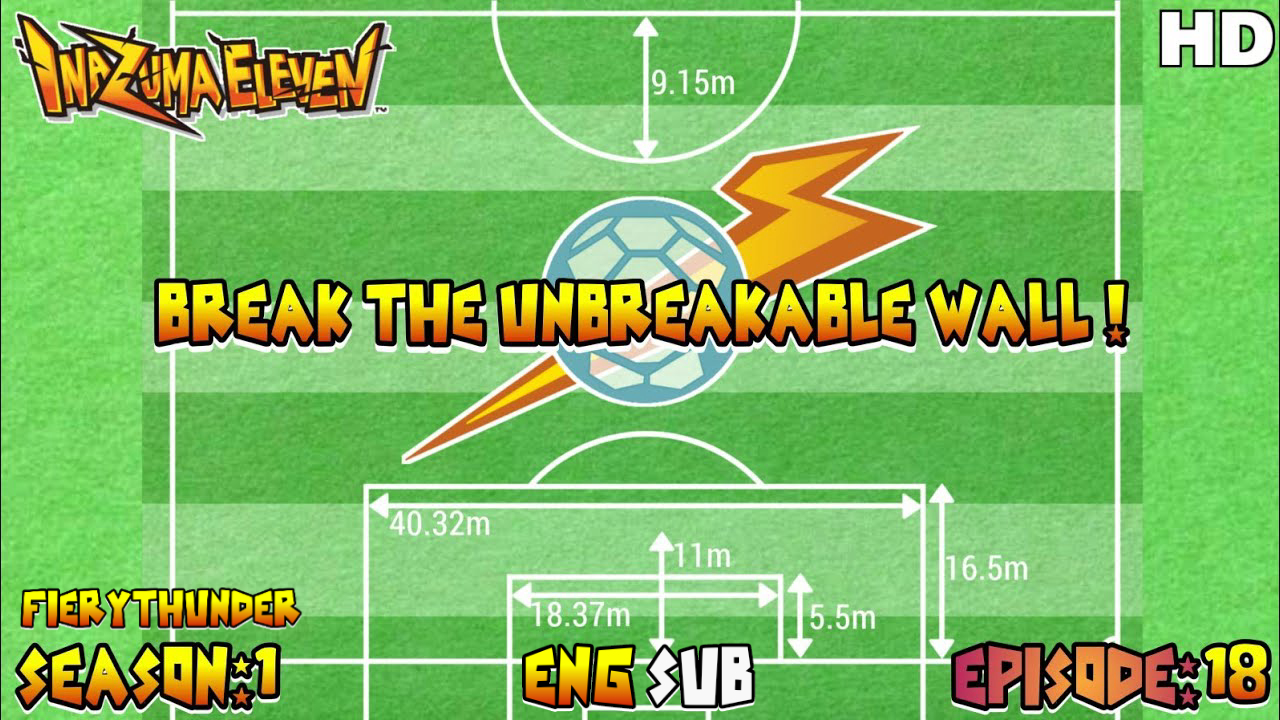 INAZUMA ELEVEN TM
HD
9.15m
BREAK THE UNBREAKABLE WALL !
40.32m
11m
16.5m
18.37m
5.5m
FIERYTHUNDER
SEASON:1
ENG SUB
EPISODE:18